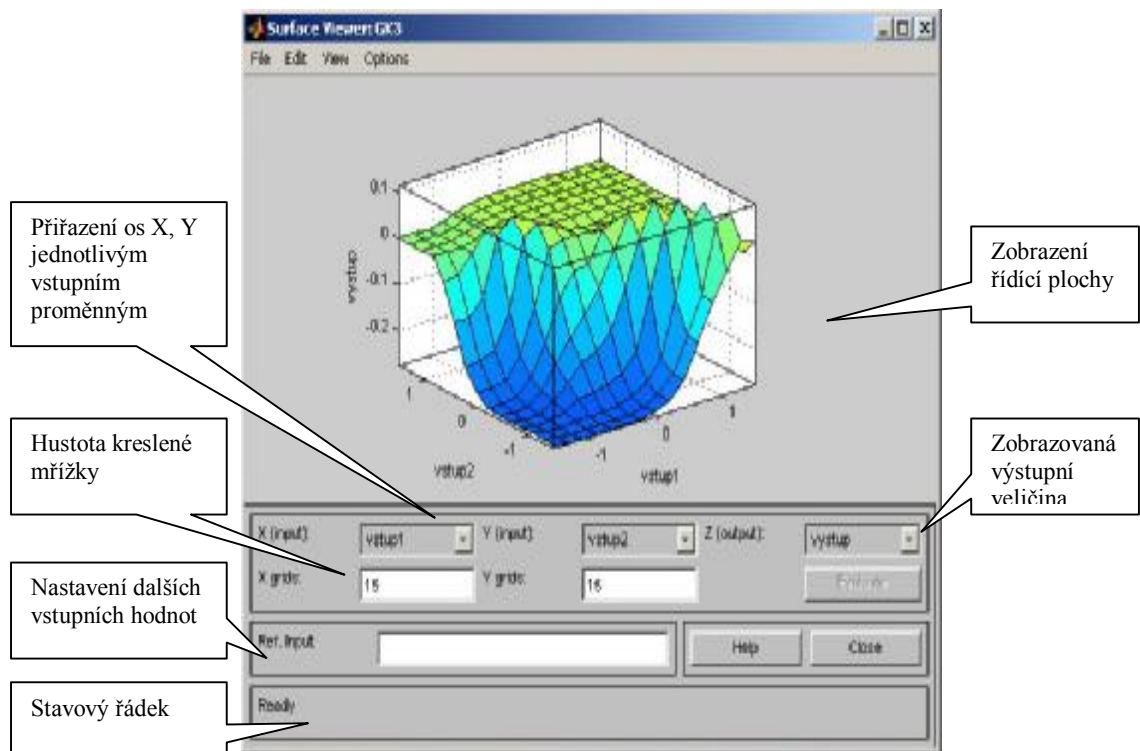 Surface Viewer: GK3
File Edit View Options
0.1
0
-0.1
-0.2
vystup
1
0
-1
vstup2
-1
0
1
vstup1
Přiřazení os X, Y
jednotlivým
vstupním
proměnným
Zobrazení
řídící plochy
Hustota kreslené
mřížky
Zobrazovaná
výstupní
veličina
X (input): vstup1 Y (input): vstup2 Z (output): vystup
X grids: 15 Y grids: 15
Nastavení dalších
vstupních hodnot
Ref. Input: Help Close
Stavový řádek
Ready